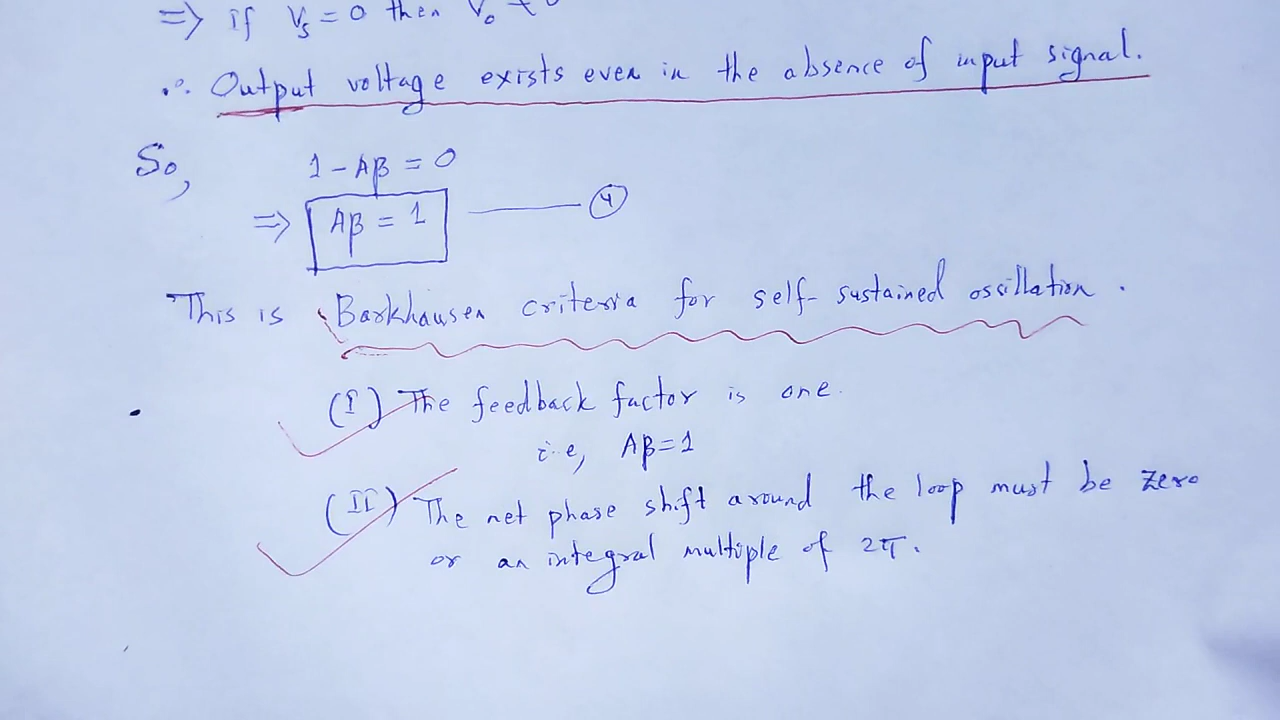 => If Vs = 0 then Vo ≠ 0
∴ Output voltage exists even in the absence of input signal.
So,
1 - Aβ = 0
=> Aβ = 1 ——— ④
This is Barkhausen criteria for self-sustained oscillation.
(I) The feedback factor is one.
i.e, Aβ=1
(II) The net phase shift around the loop must be zero
or an integral multiple of 2π.